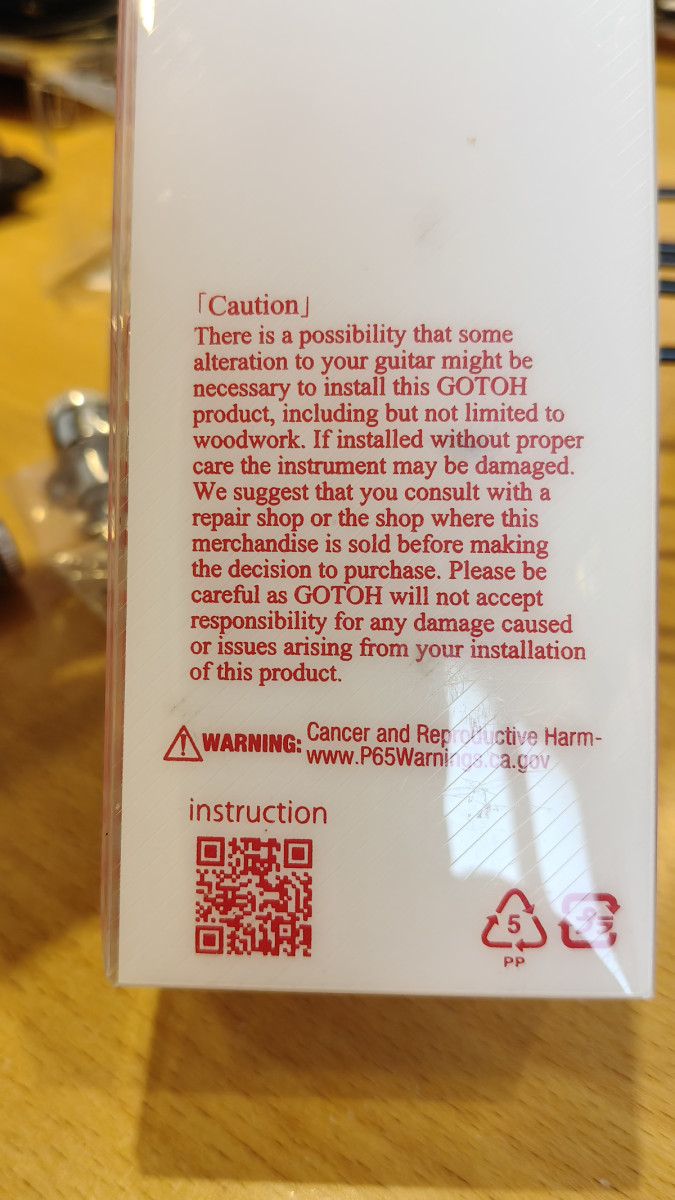 「Caution」
There is a possibility that some
alteration to your guitar might be
necessary to install this GOTOH
product, including but not limited to
woodwork. If installed without proper
care the instrument may be damaged.
We suggest that you consult with a
repair shop or the shop where this
merchandise is sold before making
the decision to purchase. Please be
careful as GOTOH will not accept
responsibility for any damage caused
or issues arising from your installation
of this product.
WARNING: Cancer and Reproductive Harm-
www.P65Warnings.ca.gov
instruction
5
PP
プラ